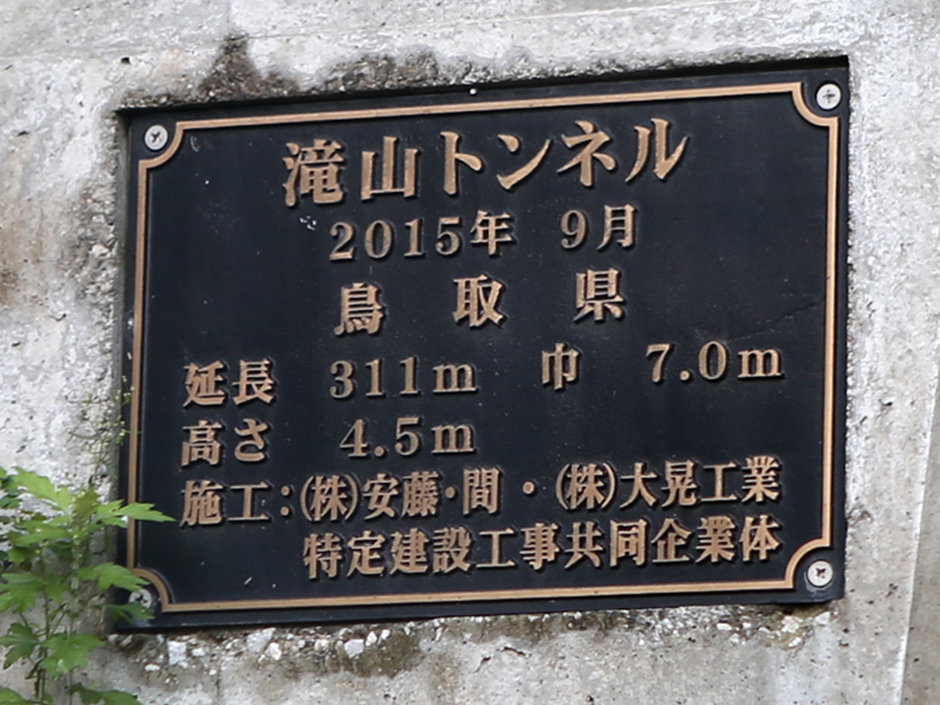 滝山トンネル
2015年 9月
鳥 取 県
延長 311m 巾 7.0m
高さ 4.5m
施工:(株)安藤・間・(株)大晃工業
特定建設工事共同企業体